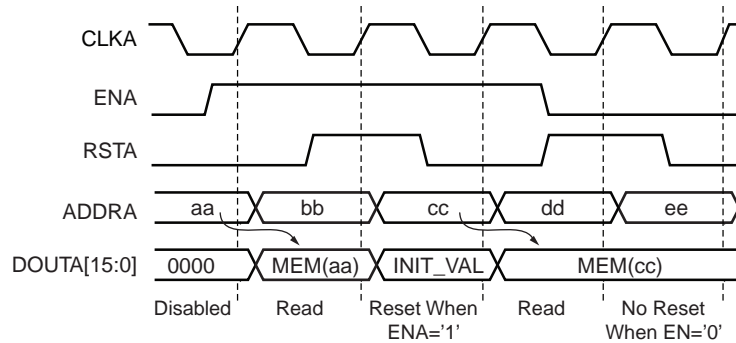 CLKA
ENA
RSTA
ADDRA aa bb cc dd ee
DOUTA[15:0] 0000 MEM(aa) INIT_VAL MEM(cc)
Disabled Read Reset When Read No Reset
ENA='1' When EN='0'